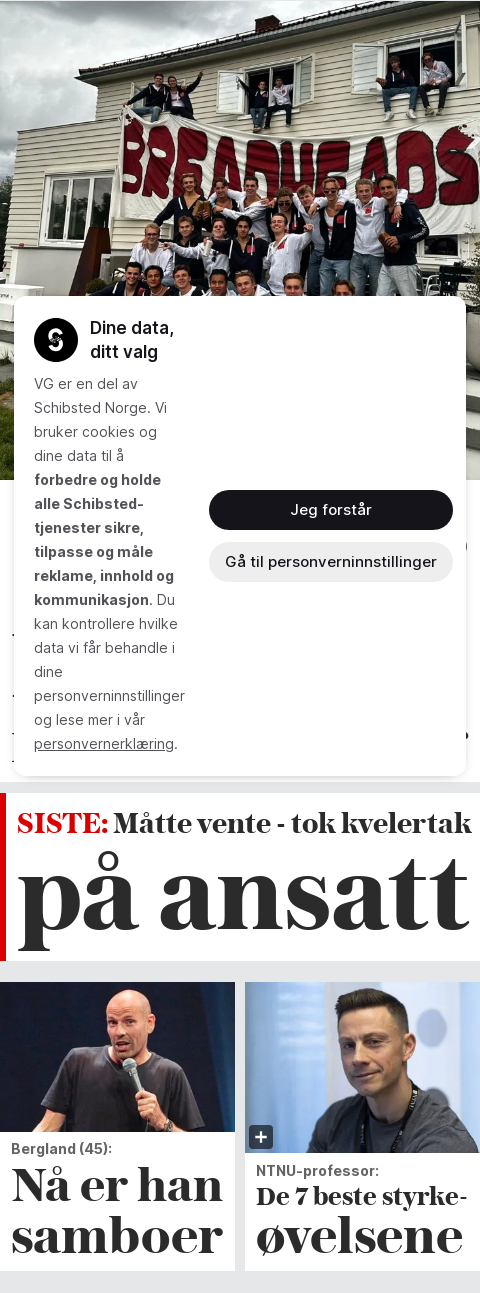 BREADHEADS
Dine data,
ditt valg
VG er en del av
Schibsted Norge. Vi
bruker cookies og
dine data til å
forbedre og holde
alle Schibsted-
tjenester sikre,
tilpasse og måle
reklame, innhold og
kommunikasjon. Du
kan kontrollere hvilke
data vi får behandle i
dine
personverninnstillinger
og lese mer i vår
personvernerklæring.
Jeg forstår
Gå til personverninnstillinger
SISTE: Måtte vente - tok kvelertak
på ansatt
Bergland (45):
Nå er han
samboer
NTNU-professor:
De 7 beste styrke-
øvelsene